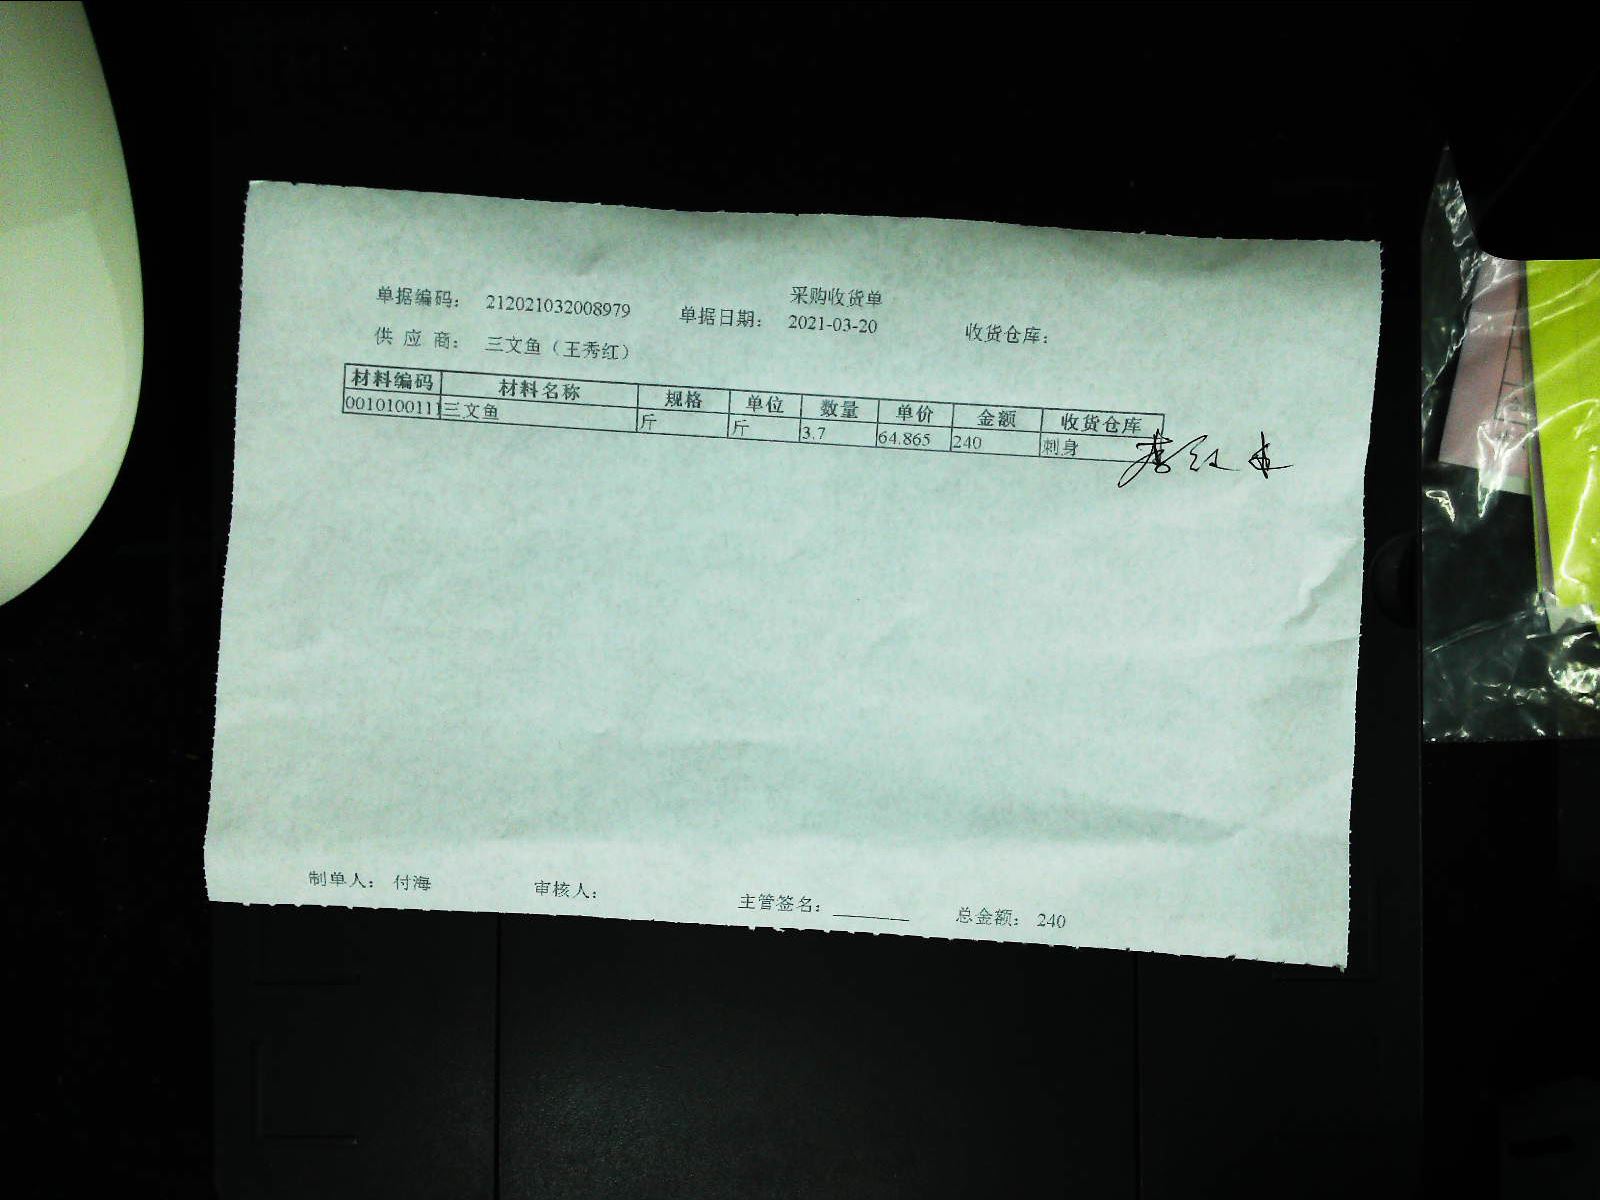 采购收货单
单据编码： 212021032008979 单据日期： 2021-03-20 收货仓库：
供 应 商： 三文鱼（王秀红）
材料编码 材料名称 规格 单位 数量 单价 金额 收货仓库
0010100111 三文鱼 斤 斤 3.7 64.865 240 刺身
制单人： 付海 审核人： 主管签名： 总金额： 240